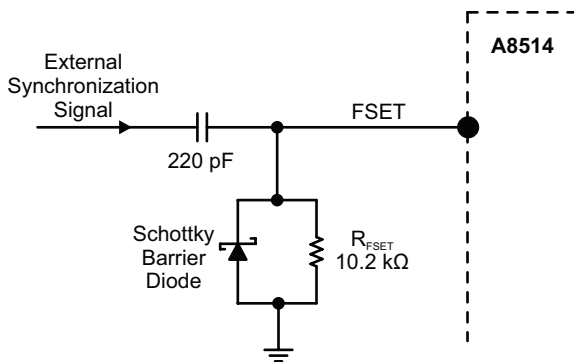 A8514
External
Synchronization
Signal
FSET
220 pF
Schottky
Barrier
Diode
RFSET
10.2 kΩ